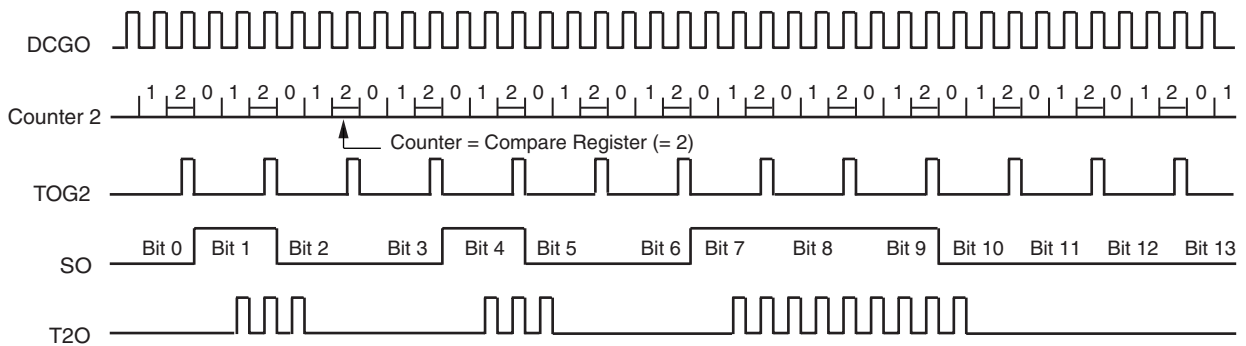 DCGO
1 2 0 1 2 0 1 2 0 1 2 0 1 2 0 1 2 0 1 2 0 1 2 0 1 2 0 1 2 0 1 2 0 1 2 0 1 2 0 1
Counter 2
Counter = Compare Register (= 2)
TOG2
Bit 0 Bit 1 Bit 2 Bit 3 Bit 4 Bit 5 Bit 6 Bit 7 Bit 8 Bit 9 Bit 10 Bit 11 Bit 12 Bit 13
SO
T2O